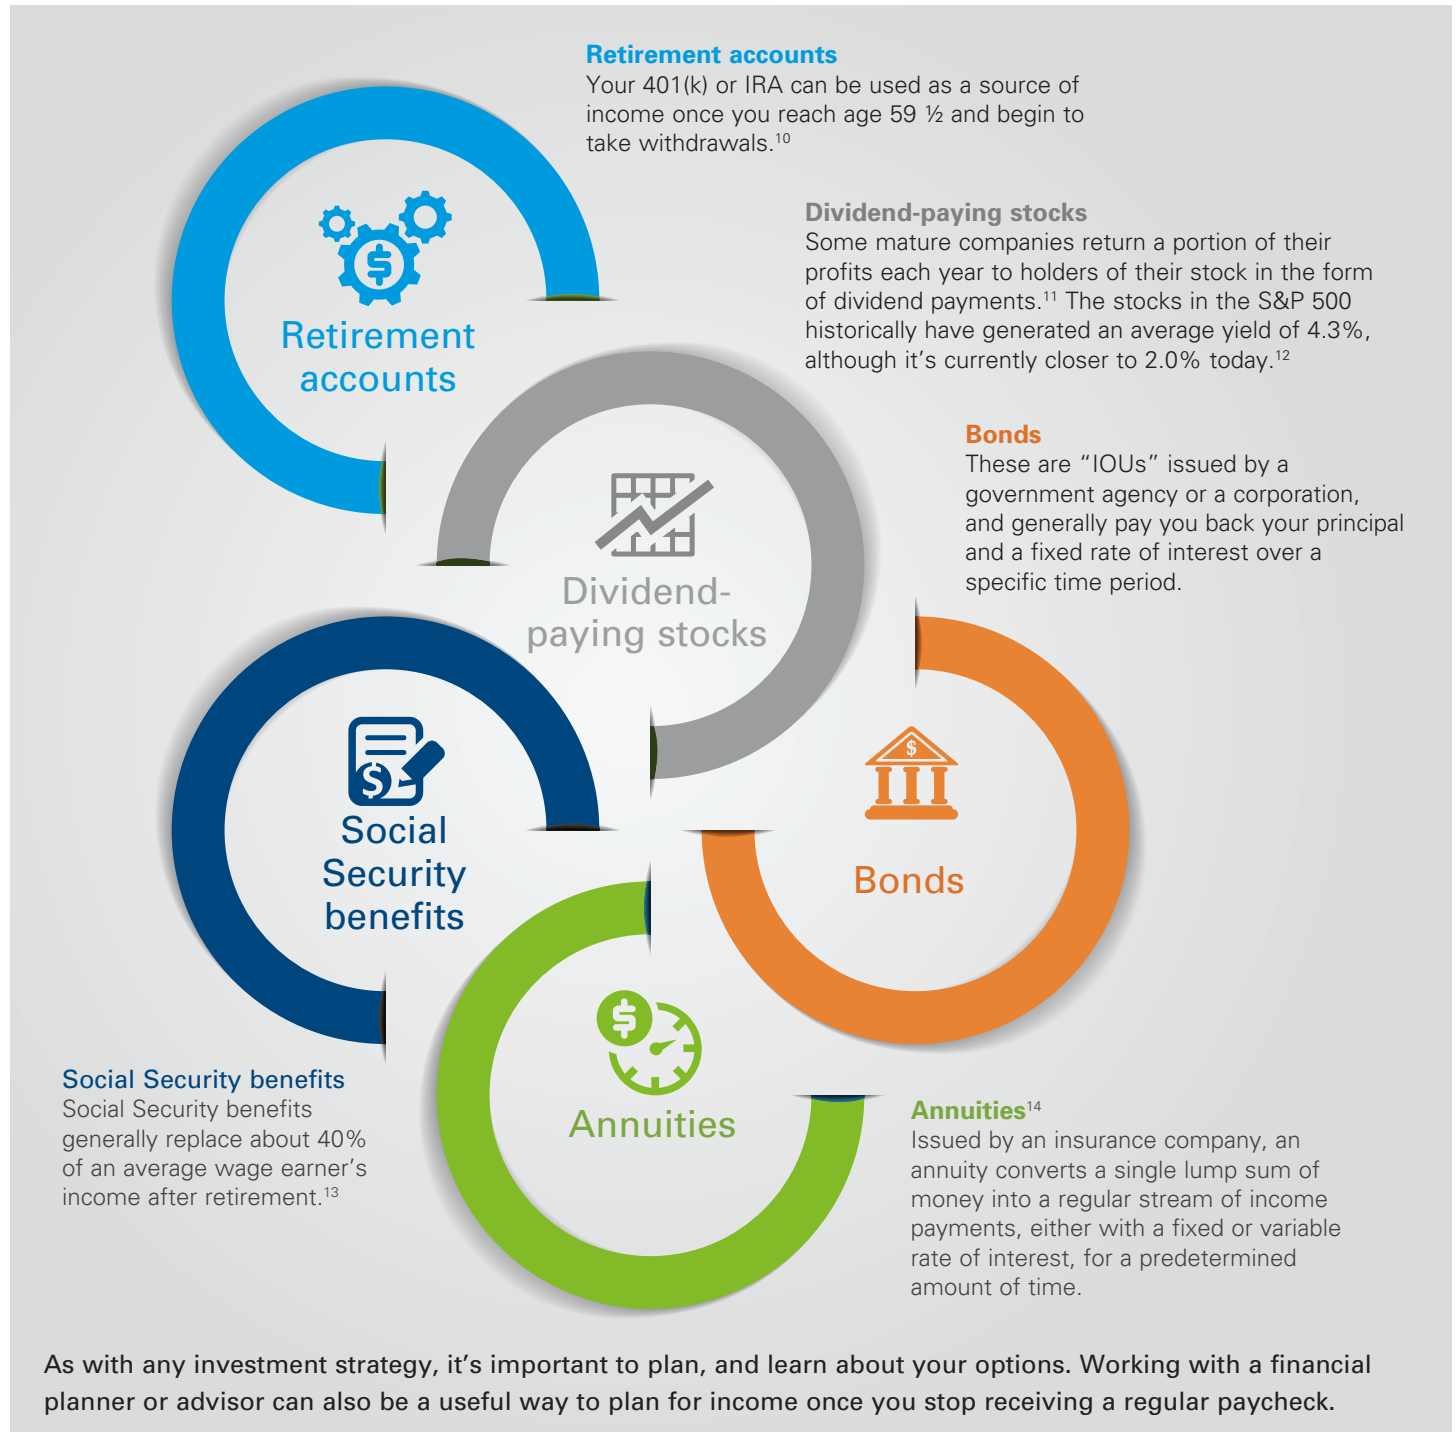 Retirement accounts
Your 401(k) or IRA can be used as a source of
income once you reach age 59 ½ and begin to
take withdrawals.10
Dividend-paying stocks
Some mature companies return a portion of their
profits each year to holders of their stock in the form
of dividend payments.11 The stocks in the S&P 500
historically have generated an average yield of 4.3%,
although it's currently closer to 2.0% today.12
Bonds
These are “IOUs” issued by a
government agency or a corporation,
and generally pay you back your principal
and a fixed rate of interest over a
specific time period.
$
Retirement
accounts
Dividend-
paying stocks
$
Social
Security
benefits
$
Bonds
$
Annuities
Social Security benefits
Social Security benefits
generally replace about 40%
of an average wage earner's
income after retirement.13
Annuities14
Issued by an insurance company, an
annuity converts a single lump sum of
money into a regular stream of income
payments, either with a fixed or variable
rate of interest, for a predetermined
amount of time.
As with any investment strategy, it's important to plan, and learn about your options. Working with a financial
planner or advisor can also be a useful way to plan for income once you stop receiving a regular paycheck.